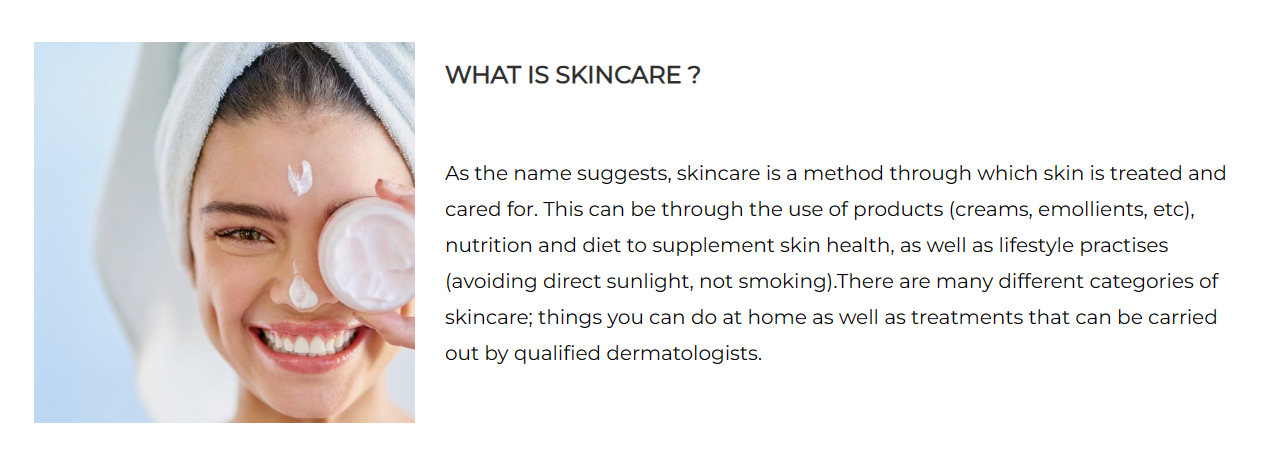 WHAT IS SKINCARE ?
As the name suggests, skincare is a method through which skin is treated and
cared for. This can be through the use of products (creams, emollients, etc),
nutrition and diet to supplement skin health, as well as lifestyle practises
(avoiding direct sunlight, not smoking).There are many different categories of
skincare; things you can do at home as well as treatments that can be carried
out by qualified dermatologists.